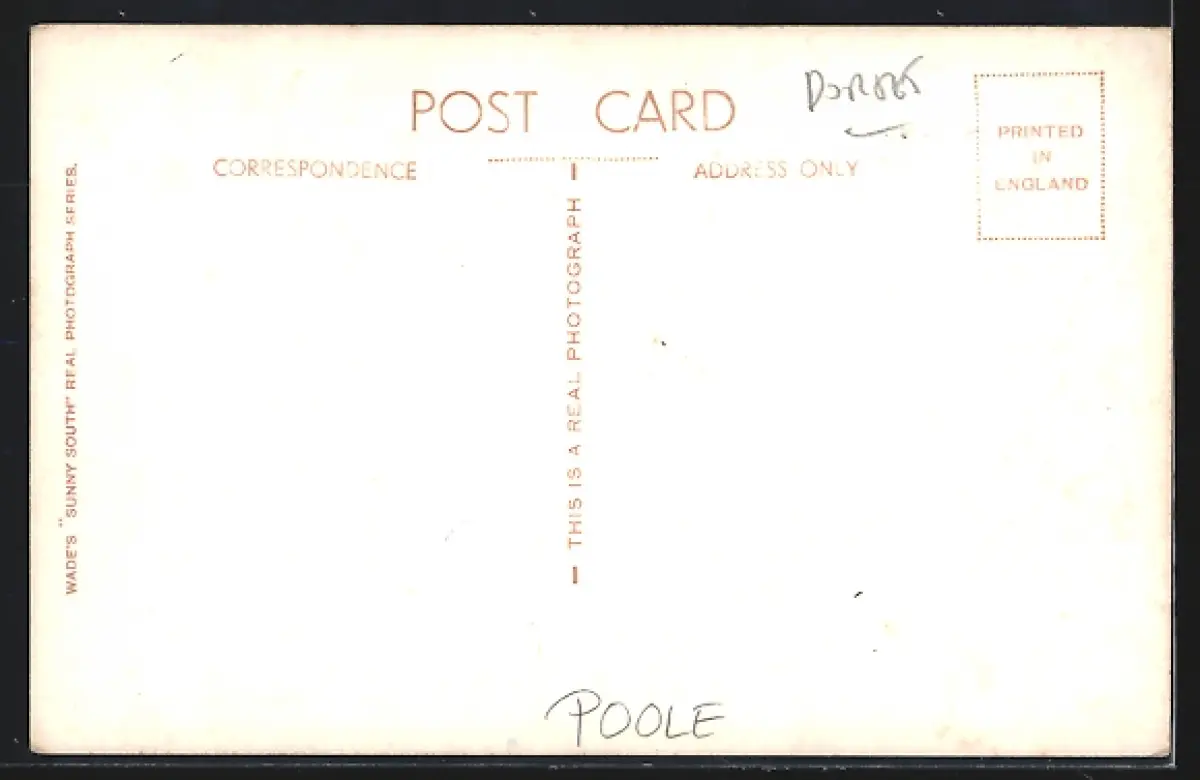 POST CARD
DORSET
CORRESPONDENCE
ADDRESS ONLY
PRINTED
IN
ENGLAND
WADE'S "SUNNY SOUTH" REAL PHOTOGRAPH SERIES.
THIS IS A REAL PHOTOGRAPH
POOLE